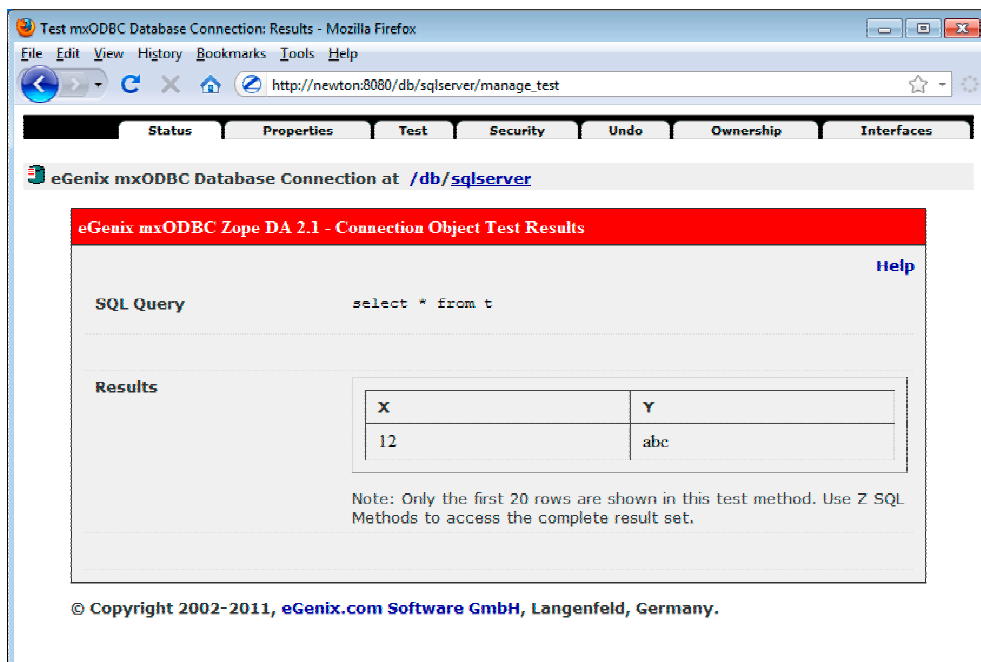 Test mxODBC Database Connection: Results - Mozilla Firefox
File Edit View History Bookmarks Tools Help
http://newton:8080/db/sqlserver/manage_test
Status Properties Test Security Undo Ownership Interfaces
eGenix mxODBC Database Connection at /db/sqlserver
eGenix mxODBC Zope DA 2.1 - Connection Object Test Results
Help
SQL Query select * from t
Results
X Y
12 abc
Note: Only the first 20 rows are shown in this test method. Use Z SQL
Methods to access the complete result set.
© Copyright 2002-2011, eGenix.com Software GmbH, Langenfeld, Germany.